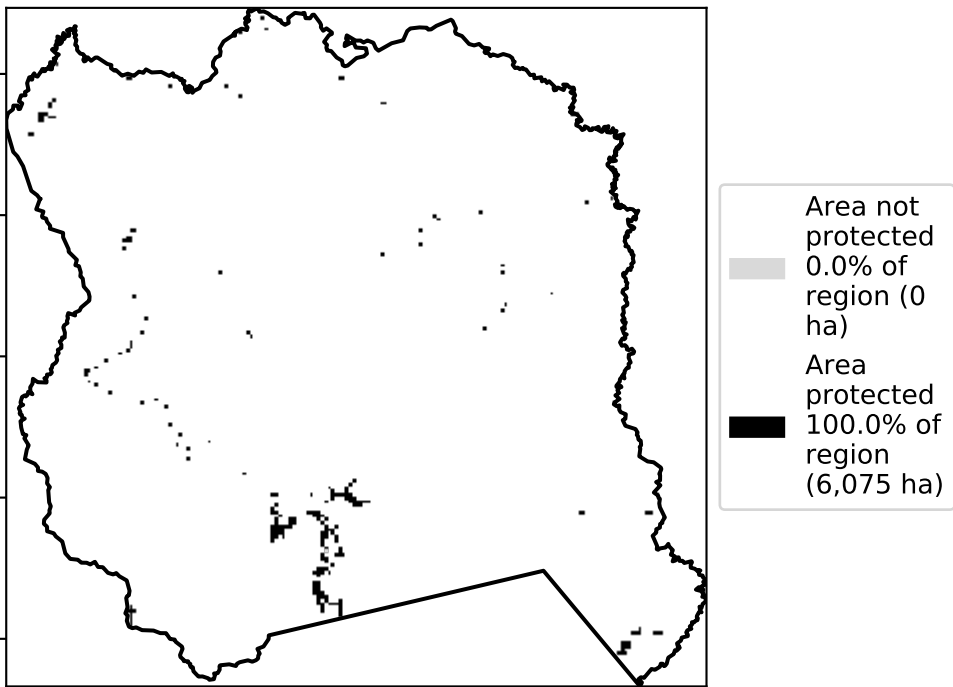 Area not
protected
0.0% of
region (0
ha)
Area
protected
100.0% of
region
(6,075 ha)